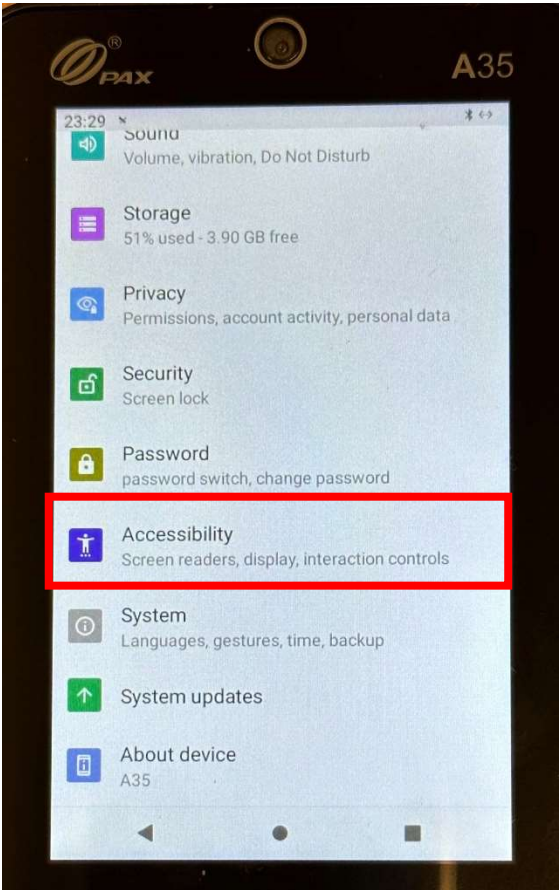 PAX
®
A35
23:29
Sound
Volume, vibration, Do Not Disturb
Storage
51% used - 3.90 GB free
Privacy
Permissions, account activity, personal data
Security
Screen lock
Password
password switch, change password
Accessibility
Screen readers, display, interaction controls
System
Languages, gestures, time, backup
System updates
About device
A35